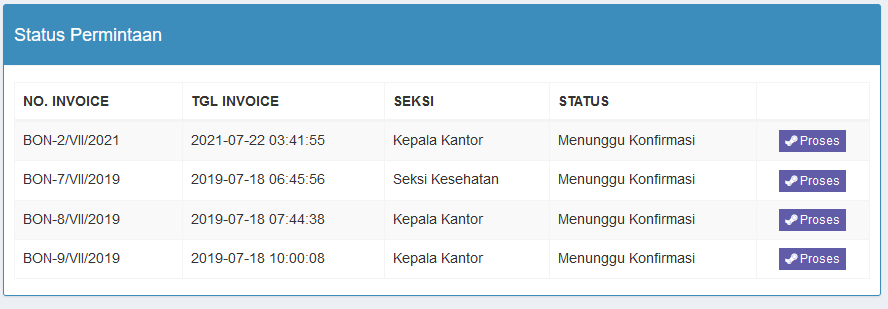 Status Permintaan
NO. INVOICE TGL INVOICE SEKSI STATUS
BON-2/VII/2021 2021-07-22 03:41:55 Kepala Kantor Menunggu Konfirmasi Proses
BON-7/VII/2019 2019-07-18 06:45:56 Seksi Kesehatan Menunggu Konfirmasi Proses
BON-8/VII/2019 2019-07-18 07:44:38 Kepala Kantor Menunggu Konfirmasi Proses
BON-9/VII/2019 2019-07-18 10:00:08 Kepala Kantor Menunggu Konfirmasi Proses